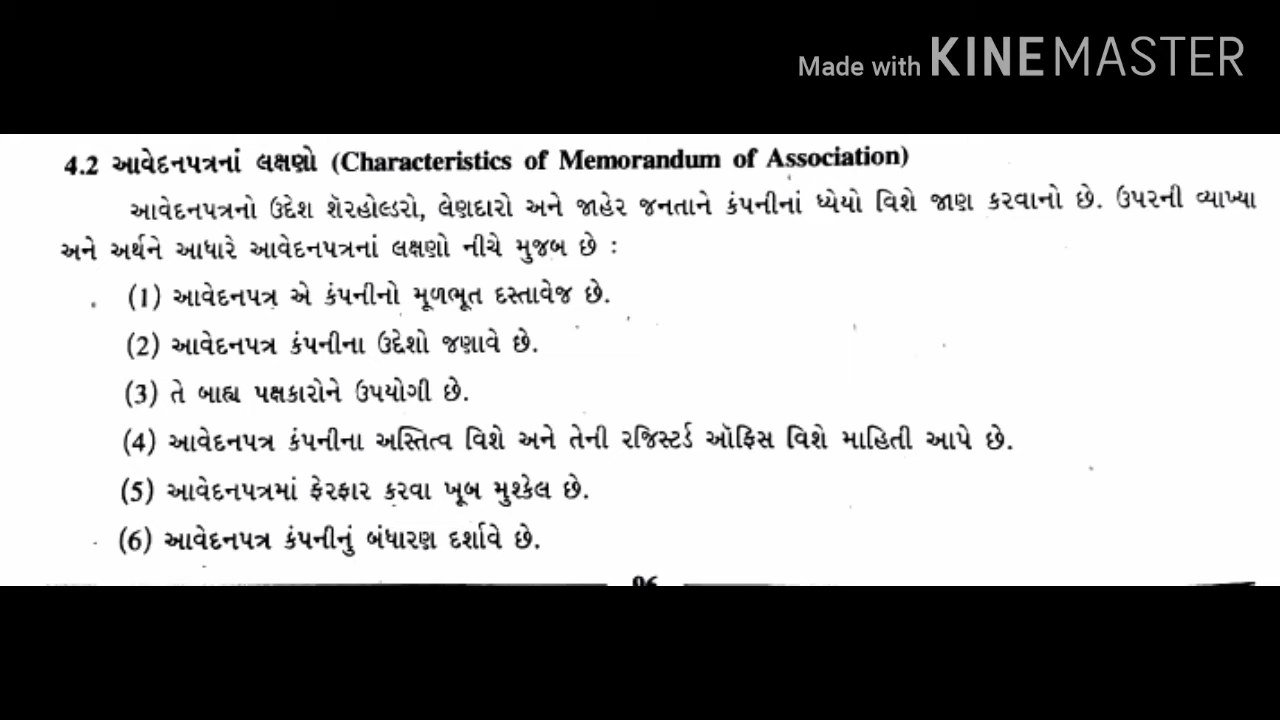 Made with KINEMASTER
4.2 આવેદનપત્રનાં લક્ષણો (Characteristics of Memorandum of Association)
આવેદનપત્રનો ઉદ્દેશ શૅરહોલ્ડરો, લેણદારો અને જાહેર જનતાને કંપનીનાં ધ્યેયો વિશે જાણ કરવાનો છે. ઉપરની વ્યાખ્યા
અને અર્થને આધારે આવેદનપત્રનાં લક્ષણો નીચે મુજબ છે :
(1) આવેદનપત્ર એ કંપનીનો મૂળભૂત દસ્તાવેજ છે.
(2) આવેદનપત્ર કંપનીના ઉદ્દેશો જણાવે છે.
(3) તે બાહ્ય પક્ષકારોને ઉપયોગી છે.
(4) આવેદનપત્ર કંપનીના અસ્તિત્વ વિશે અને તેની રજિસ્ટર્ડ ઑફિસ વિશે માહિતી આપે છે.
(5) આવેદનપત્રમાં ફેરફાર કરવા ખૂબ મુશ્કેલ છે.
(6) આવેદનપત્ર કંપનીનું બંધારણ દર્શાવે છે.